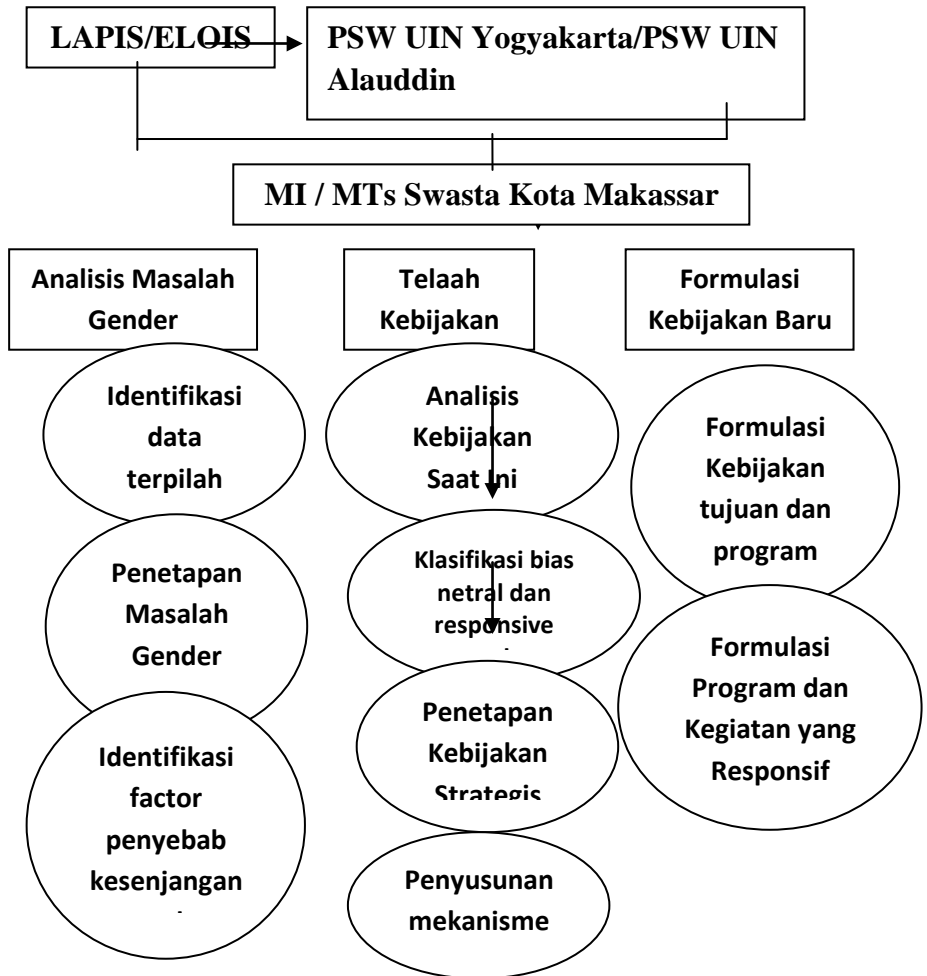 LAPIS/ELOIS
PSW UIN Yogyakarta/PSW UIN
Alauddin
MI / MTs Swasta Kota Makassar
Analisis Masalah
Gender
Identifikasi
data
terpilah
Penetapan
Masalah
Gender
Identifikasi
factor
penyebab
kesenjangan
Telaah
Kebijakan
Analisis
Kebijakan
Saat Ini
Klasifikasi bias
netral dan
responsive
Penetapan
Kebijakan
Strategis
Penyusunan
mekanisme
Formulasi
Kebijakan Baru
Formulasi
Kebijakan
tujuan dan
program
Formulasi
Program dan
Kegiatan yang
Responsif